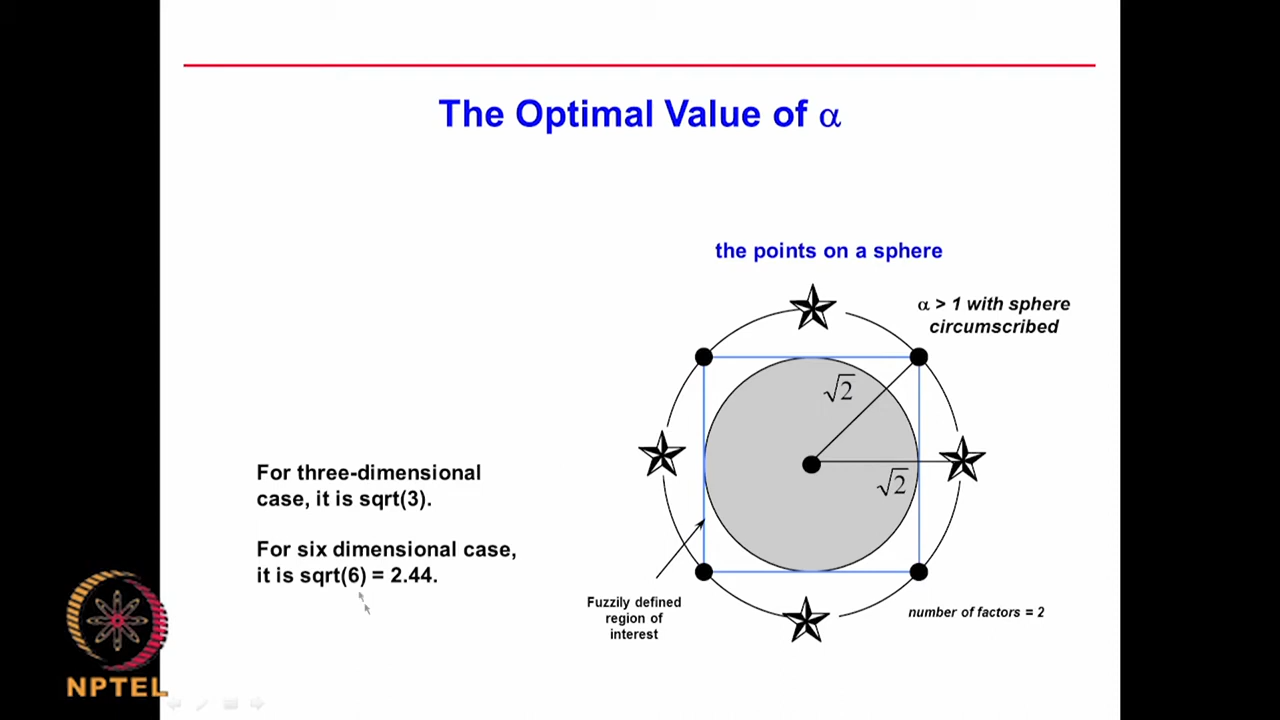 The Optimal Value of α
the points on a sphere
α > 1 with sphere
circumscribed
√2
√2
For three-dimensional
case, it is sqrt(3).
For six dimensional case,
it is sqrt(6) = 2.44.
Fuzzily defined
region of
interest
number of factors = 2
NPTEL